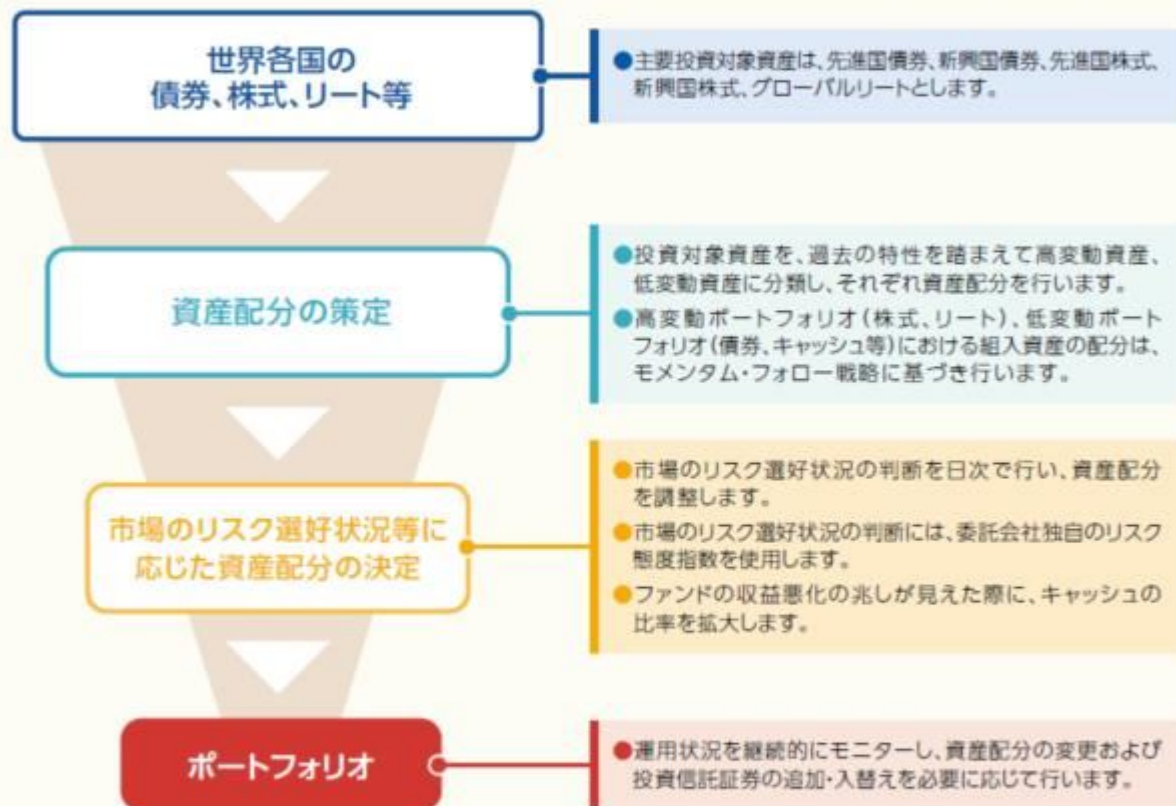 世界各国の
債券、株式、リート等
●主要投資対象資産は、先進国債券、新興国債券、先進国株式、
新興国株式、グローバルリートとします。
資産配分の策定
●投資対象資産を、過去の特性を踏まえて高変動資産、
低変動資産に分類し、それぞれ資産配分を行います。
●高変動ポートフォリオ(株式、リート)、低変動ポート
フォリオ(債券、キャッシュ等)における組入資産の配分は、
モメンタム・フォロー戦略に基づき行います。
市場のリスク選好状況等に
応じた資産配分の決定
●市場のリスク選好状況の判断を日次で行い、資産配分
を調整します。
●市場のリスク選好状況の判断には、委託会社独自のリスク
態度指数を使用します。
●ファンドの収益悪化の兆しが見えた際に、キャッシュの
比率を拡大します。
ポートフォリオ
●運用状況を継続的にモニターし、資産配分の変更および
投資信託証券の追加・入替えを必要に応じて行います。